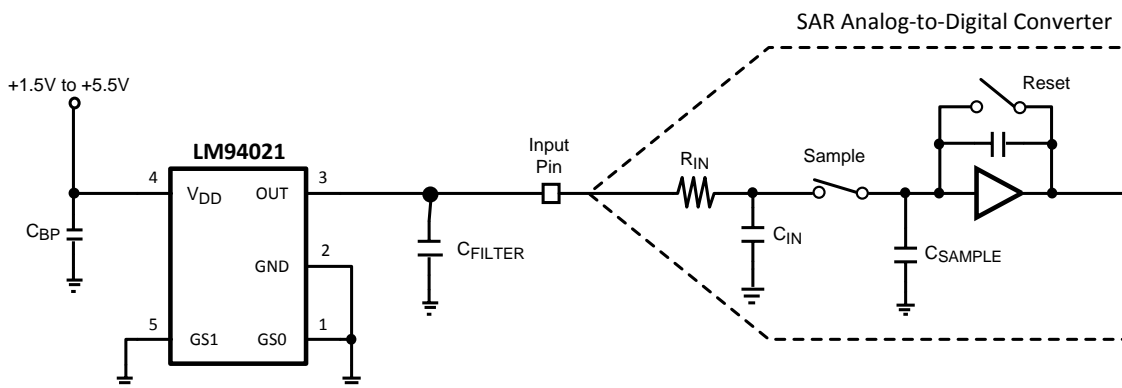 SAR Analog-to-Digital Converter
+1.5V to +5.5V
Reset
LM94021
Input
Pin
RIN
Sample
4
VDD
OUT
3
CBP
CIN
CFILTER
CSAMPLE
GND
2
5
GS1
GS0
1